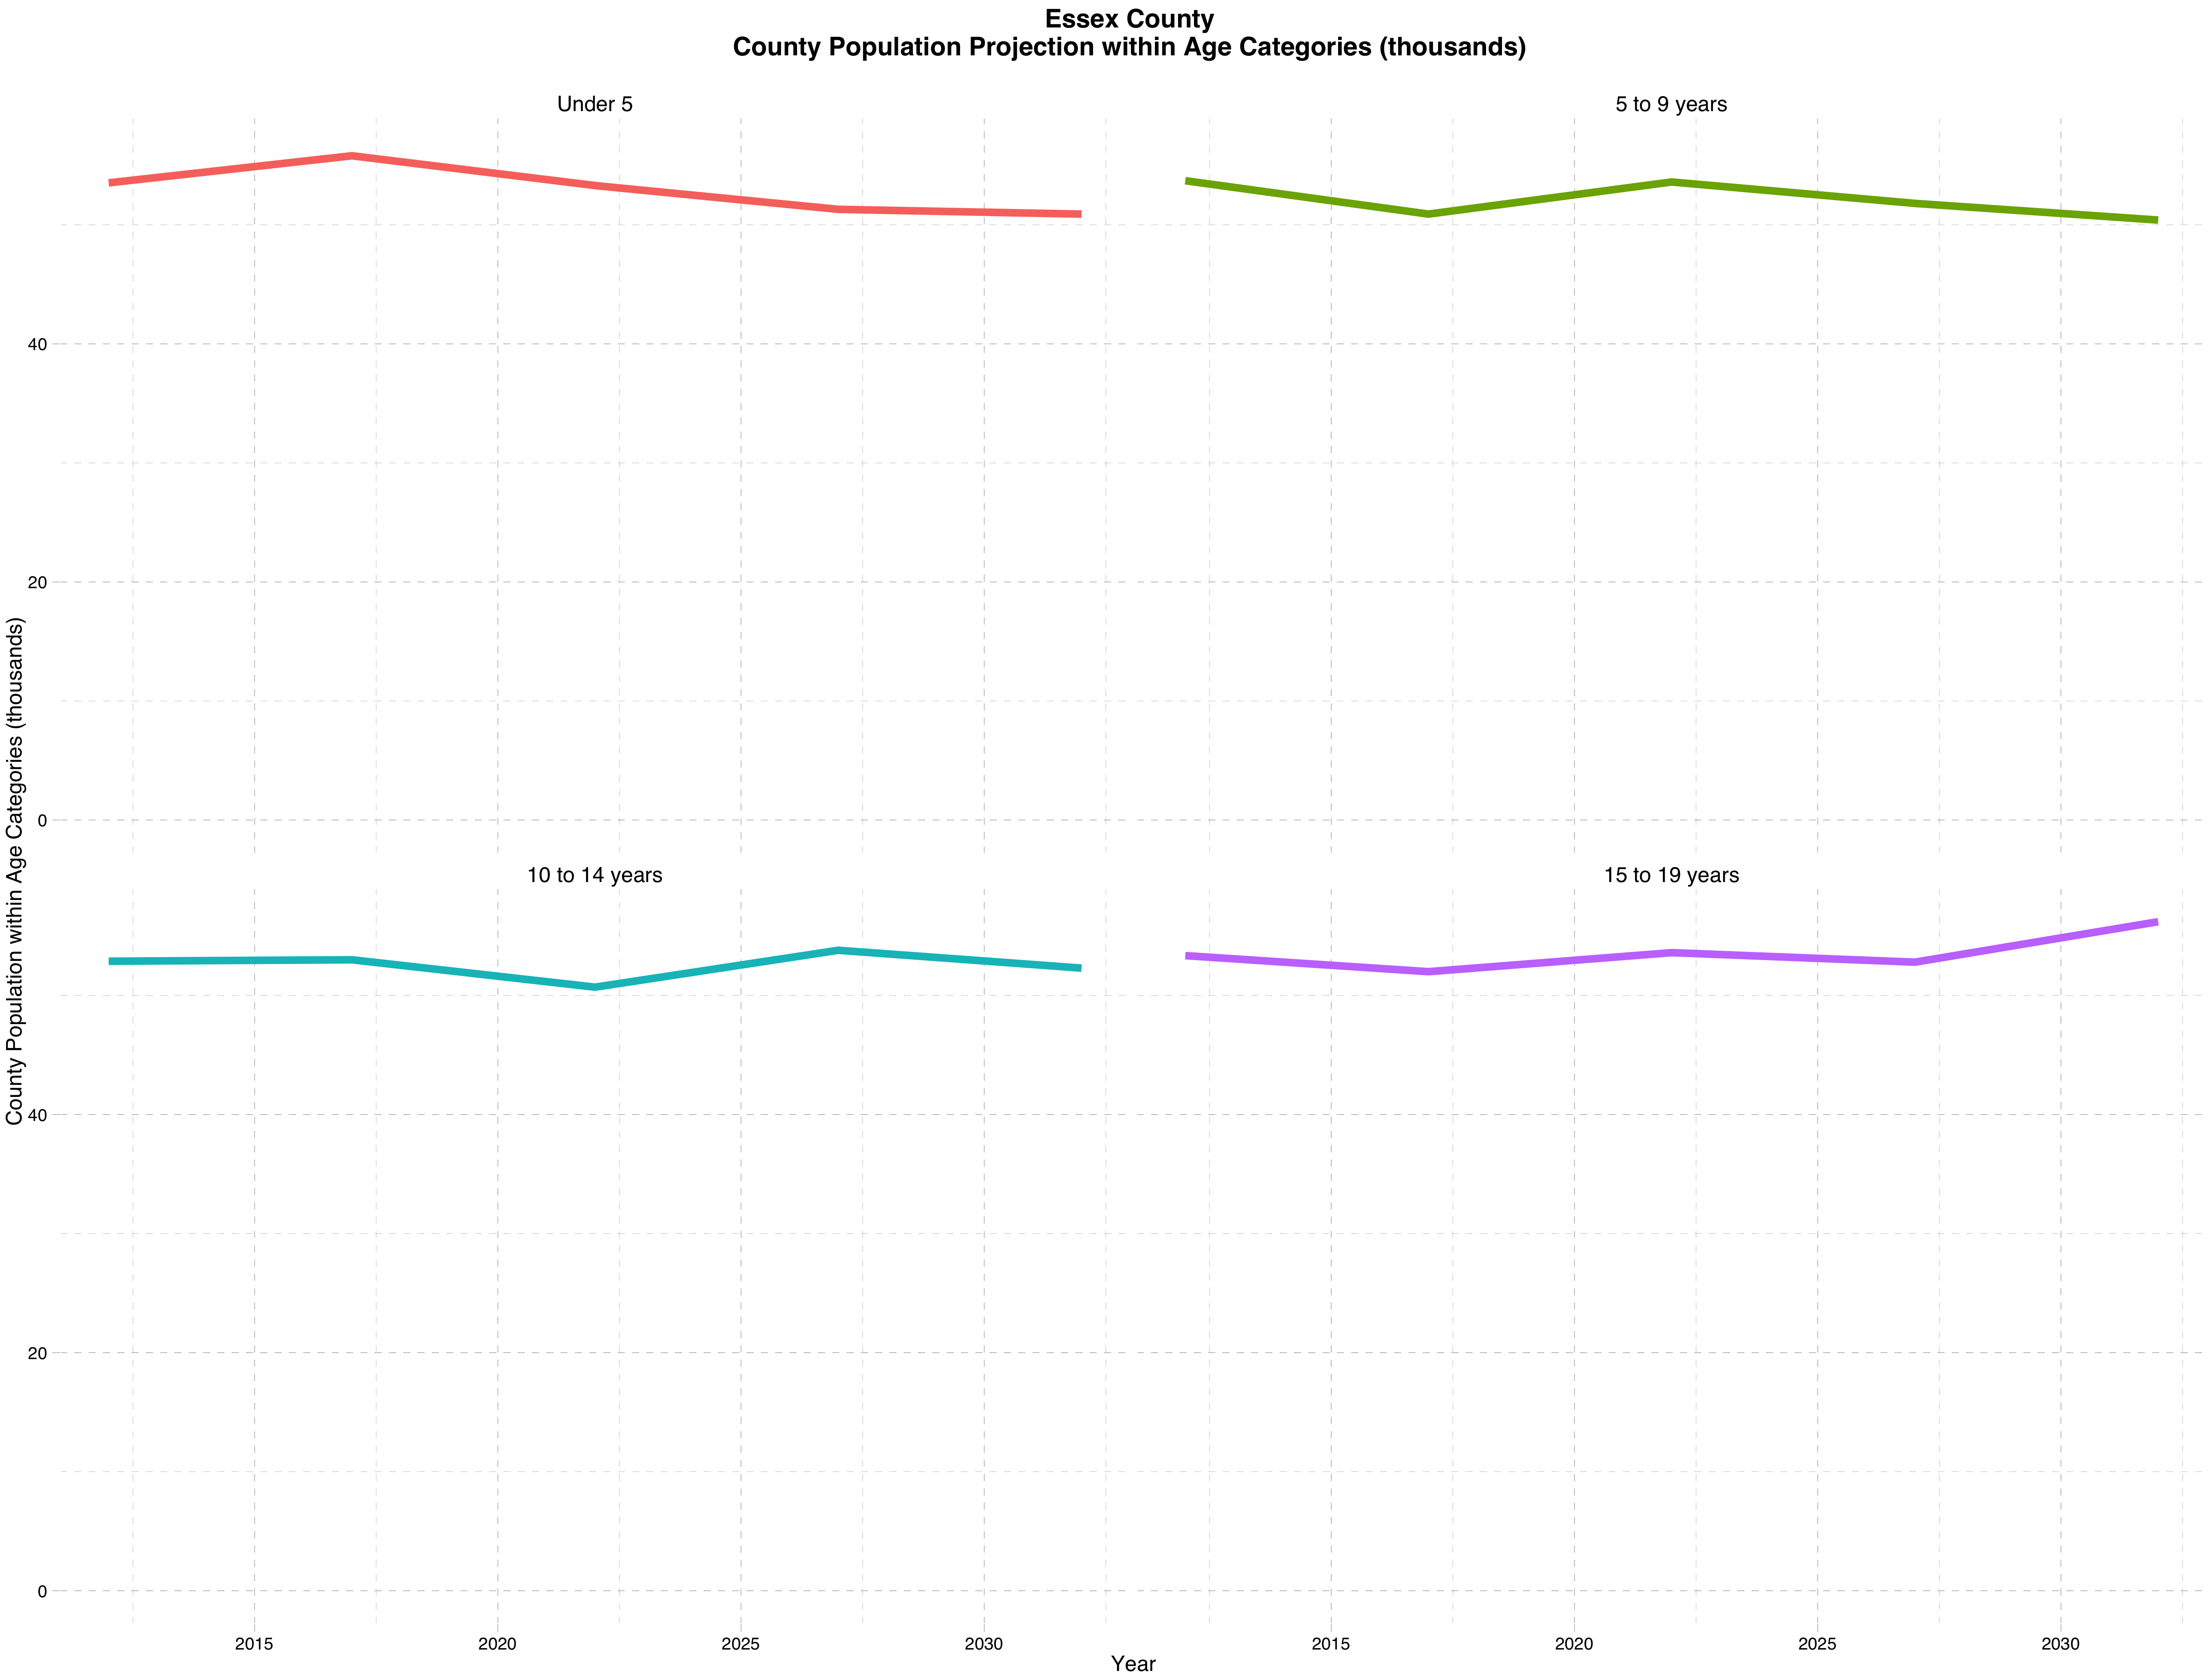 Essex County
County Population Projection within Age Categories (thousands)
Under 5
5 to 9 years
40
20
0
10 to 14 years
15 to 19 years
County Population within Age Categories (thousands)
40
20
0
2015
2020
2025
2030
2015
2020
2025
2030
Year